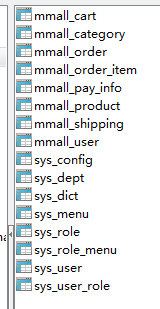 mmall_cart
mmall_category
mmall_order
mmall_order_item
mmall_pay_info
mmall_product
mmall_shipping
mmall_user
sys_config
sys_dept
sys_dict
sys_menu
sys_role
sys_role_menu
sys_user
sys_user_role